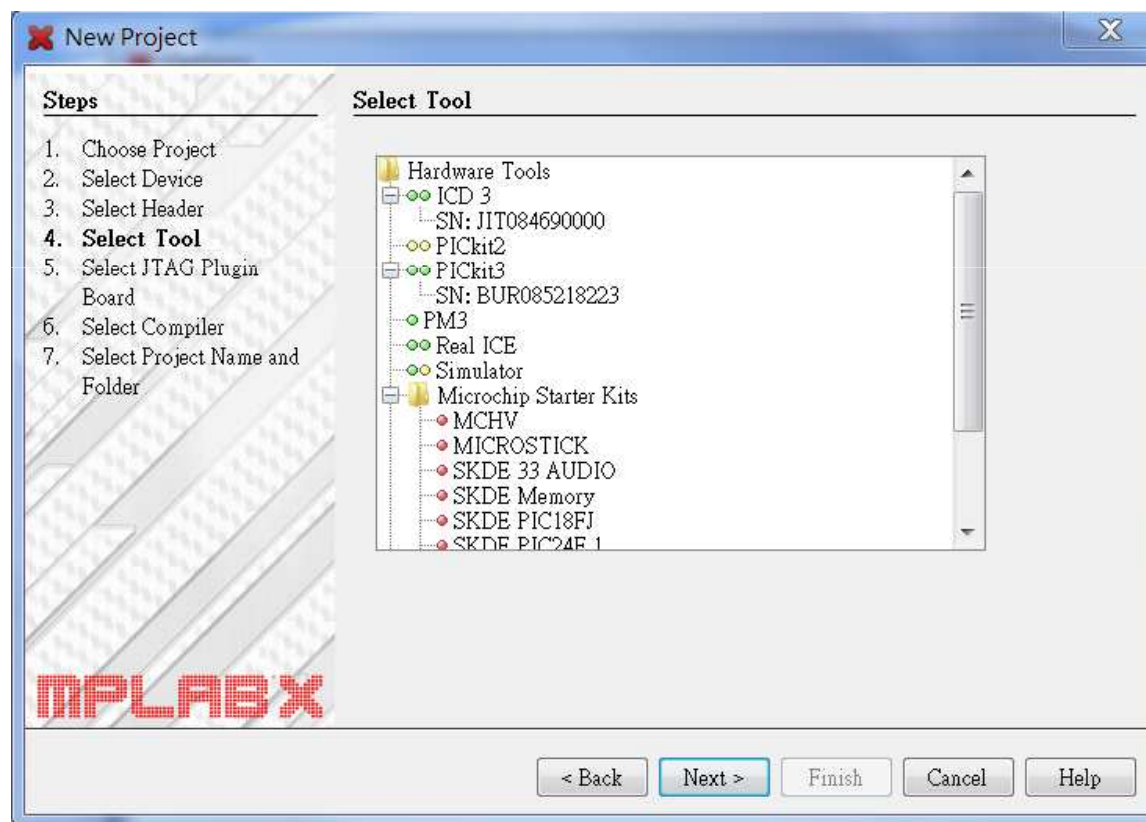 New Project
Steps
1. Choose Project
2. Select Device
3. Select Header
4. Select Tool
5. Select JTAG Plugin
Board
6. Select Compiler
7. Select Project Name and
Folder
MPLAB X
Select Tool
Hardware Tools
ICD 3
SN: JIT084690000
PICkit2
PICkit3
SN: BUR085218223
PM3
Real ICE
Simulator
Microchip Starter Kits
MCHV
MICROSTICK
SKDE 33 AUDIO
SKDE Memory
SKDE PIC18FJ
SKDE PIC24F 1
< Back
Next >
Finish
Cancel
Help